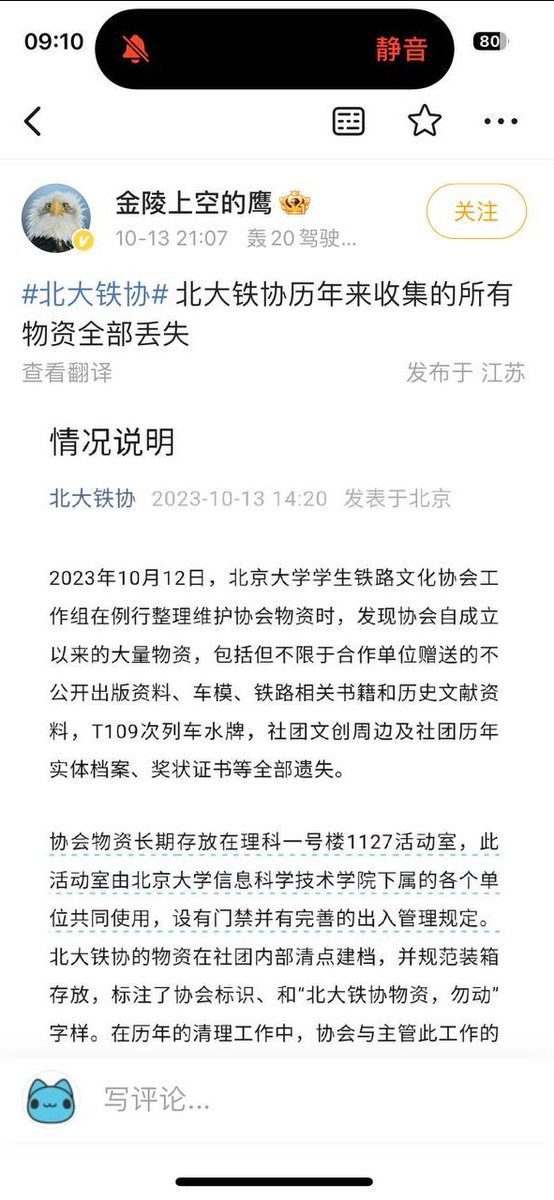 09:10
静音
80
金陵上空的鹰
关注
10-13 21:07 轰20驾驶...
#北大铁协# 北大铁协历年来收集的所有
物资全部丢失
查看翻译
发布于 江苏
情况说明
北大铁协 2023-10-13 14:20 发表于北京
2023年10月12日，北京大学学生铁路文化协会工
作组在例行整理维护协会物资时，发现协会自成立
以来的大量物资，包括但不限于合作单位赠送的不
公开出版资料、车模、铁路相关书籍和历史文献资
料，T109次列车水牌，社团文创周边及社团历年
实体档案、奖状证书等全部遗失。
协会物资长期存放在理科一号楼1127活动室，此
活动室由北京大学信息科学技术学院下属的各个单
位共同使用，设有门禁并有完善的出入管理规定。
北大铁协的物资在社团内部清点建档，并规范装箱
存放，标注了协会标识、和“北大铁协物资，勿动”
字样。在历年的清理工作中，协会与主管此工作的
写评论...